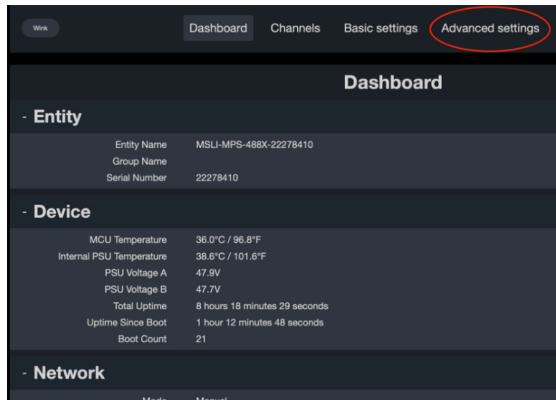 Wink Dashboard Channels Basic settings Advanced settings
Dashboard
- Entity
Entity Name MSLI-MPS-488X-22278410
Group Name
Serial Number 22278410
- Device
MCU Temperature 36.0°C / 96.8°F
Internal PSU Temperature 38.6°C / 101.6°F
PSU Voltage A 47.9V
PSU Voltage B 47.7V
Total Uptime 8 hours 18 minutes 29 seconds
Uptime Since Boot 1 hour 12 minutes 48 seconds
Boot Count 21
- Network
Mode Manual